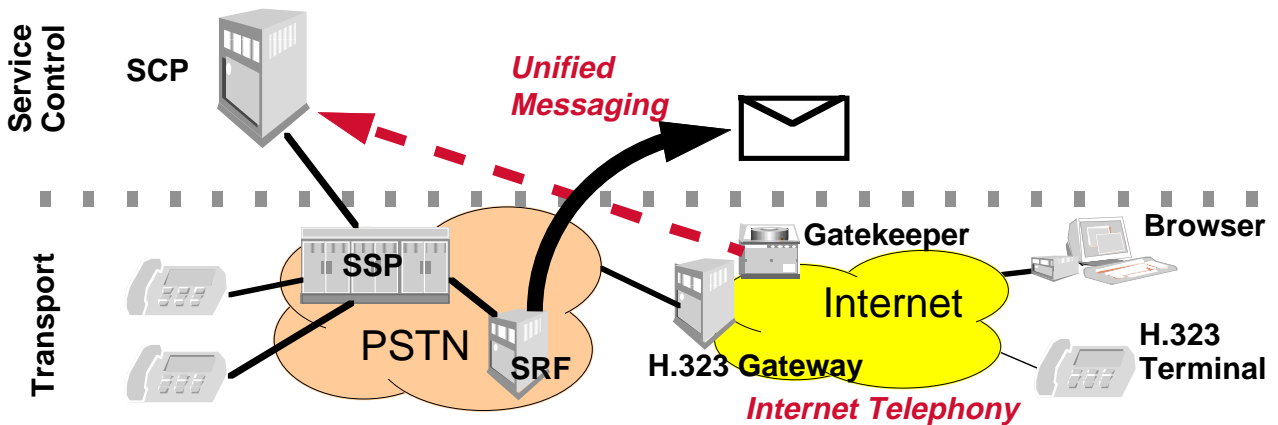 Service
Control
SCP
Unified
Messaging
Transport
SSP
PSTN
SRF
Gatekeeper
Browser
Internet
H.323 Gateway
H.323
Terminal
Internet Telephony